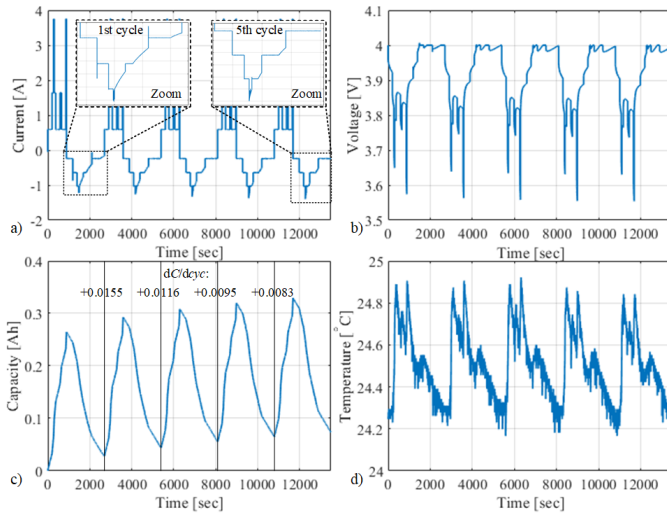 4
3
2
1
0
-1
-2
Current [A]
1st cycle
Zoom
5th cycle
Zoom
0 2000 4000 6000 8000 10000 12000
Time [sec]
a)
4.1
4
3.9
3.8
3.7
3.6
3.5
Voltage [V]
0 2000 4000 6000 8000 10000 12000
Time [sec]
b)
0.4
0.3
0.2
0.1
0
Capacity [Ah]
dC/dcyc:
+0.0155 +0.0116 +0.0095 +0.0083
0 2000 4000 6000 8000 10000 12000
Time [sec]
c)
25
24.8
24.6
24.4
24.2
24
Temperature [°C]
0 2000 4000 6000 8000 10000 12000
Time [sec]
d)